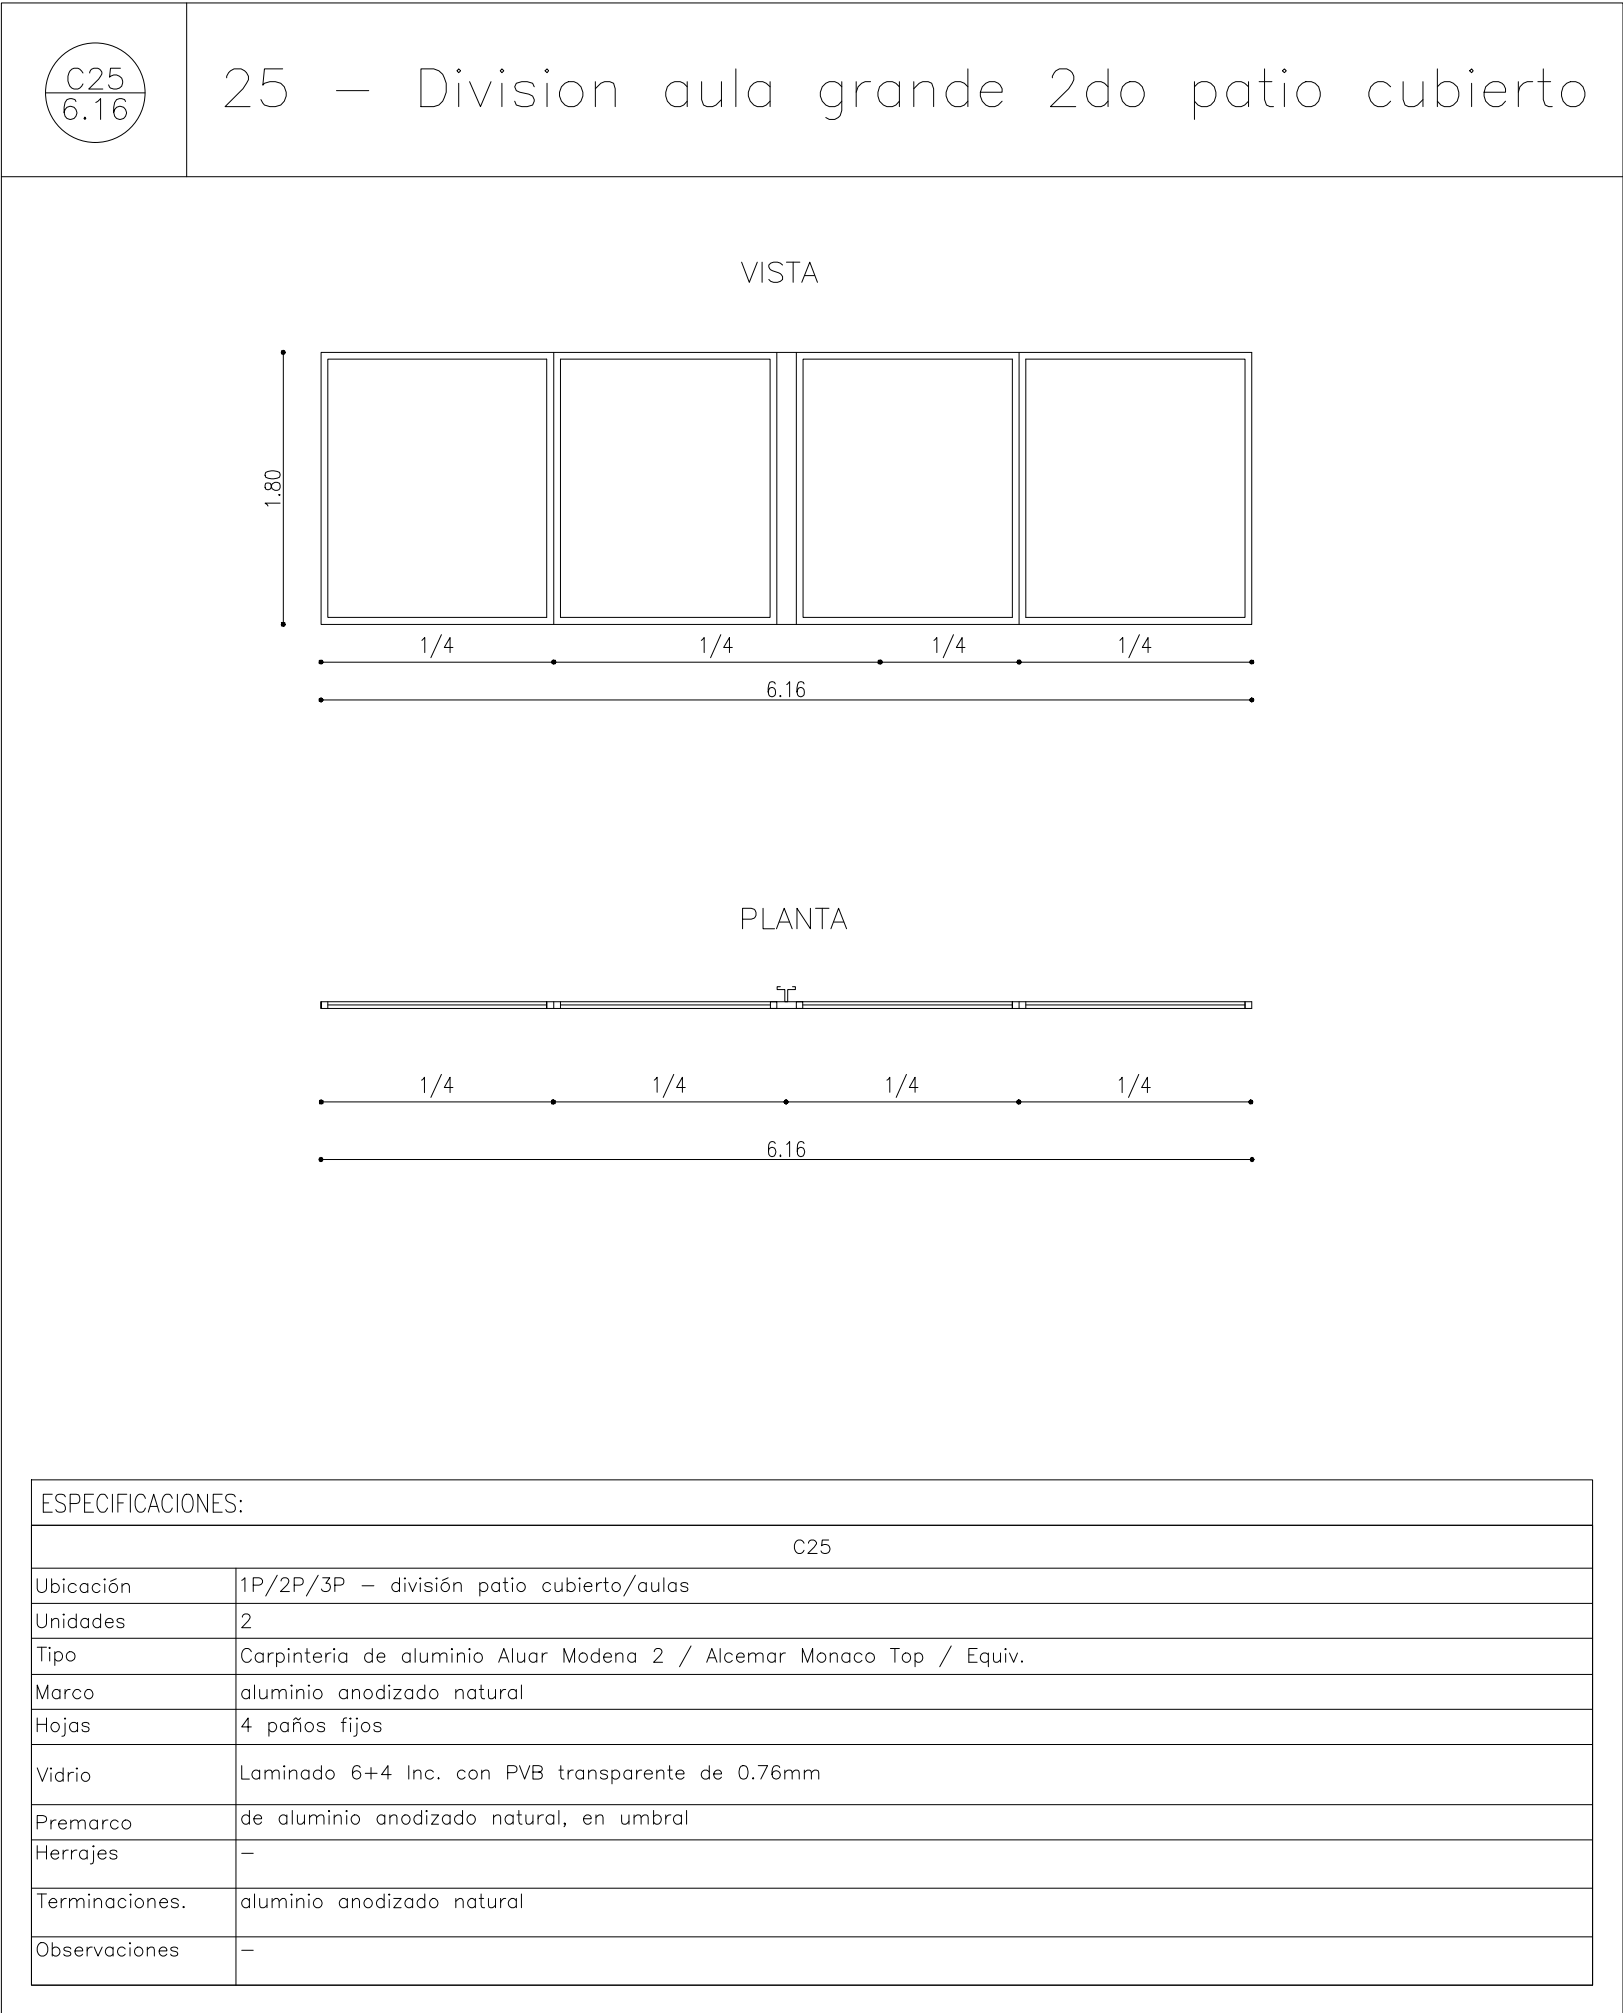 C25
6.16
25 - Division aula grande 2do patio cubierto
VISTA
1.80
1/4 1/4 1/4 1/4
6.16
PLANTA
1/4 1/4 1/4 1/4
6.16
ESPECIFICACIONES:
C25
Ubicación 1P/2P/3P - división patio cubierto/aulas
Unidades 2
Tipo Carpinteria de aluminio Aluar Modena 2 / Alcemar Monaco Top / Equiv.
Marco aluminio anodizado natural
Hojas 4 paños fijos
Vidrio Laminado 6+4 Inc. con PVB transparente de 0.76mm
Premarco de aluminio anodizado natural, en umbral
Herrajes -
Terminaciones. aluminio anodizado natural
Observaciones -